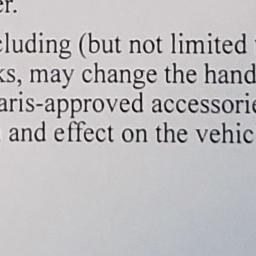 er.
cluding (but not limited
ks, may change the hand
aris-approved accessorie
and effect on the vehic